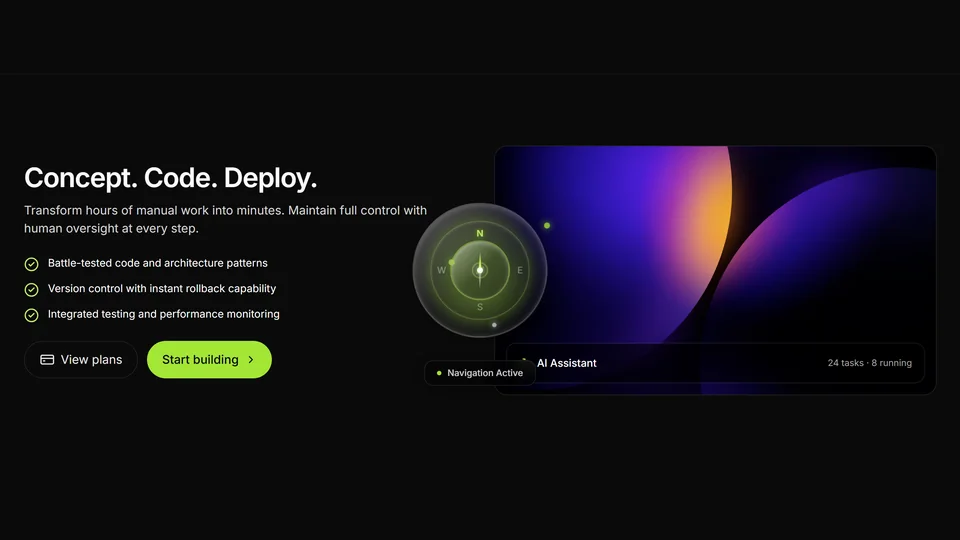 Concept. Code. Deploy.
Transform hours of manual work into minutes. Maintain full control with
human oversight at every step.
Battle-tested code and architecture patterns
Version control with instant rollback capability
Integrated testing and performance monitoring
View plans
Start building
N
W
E
S
Navigation Active
AI Assistant
24 tasks · 8 running